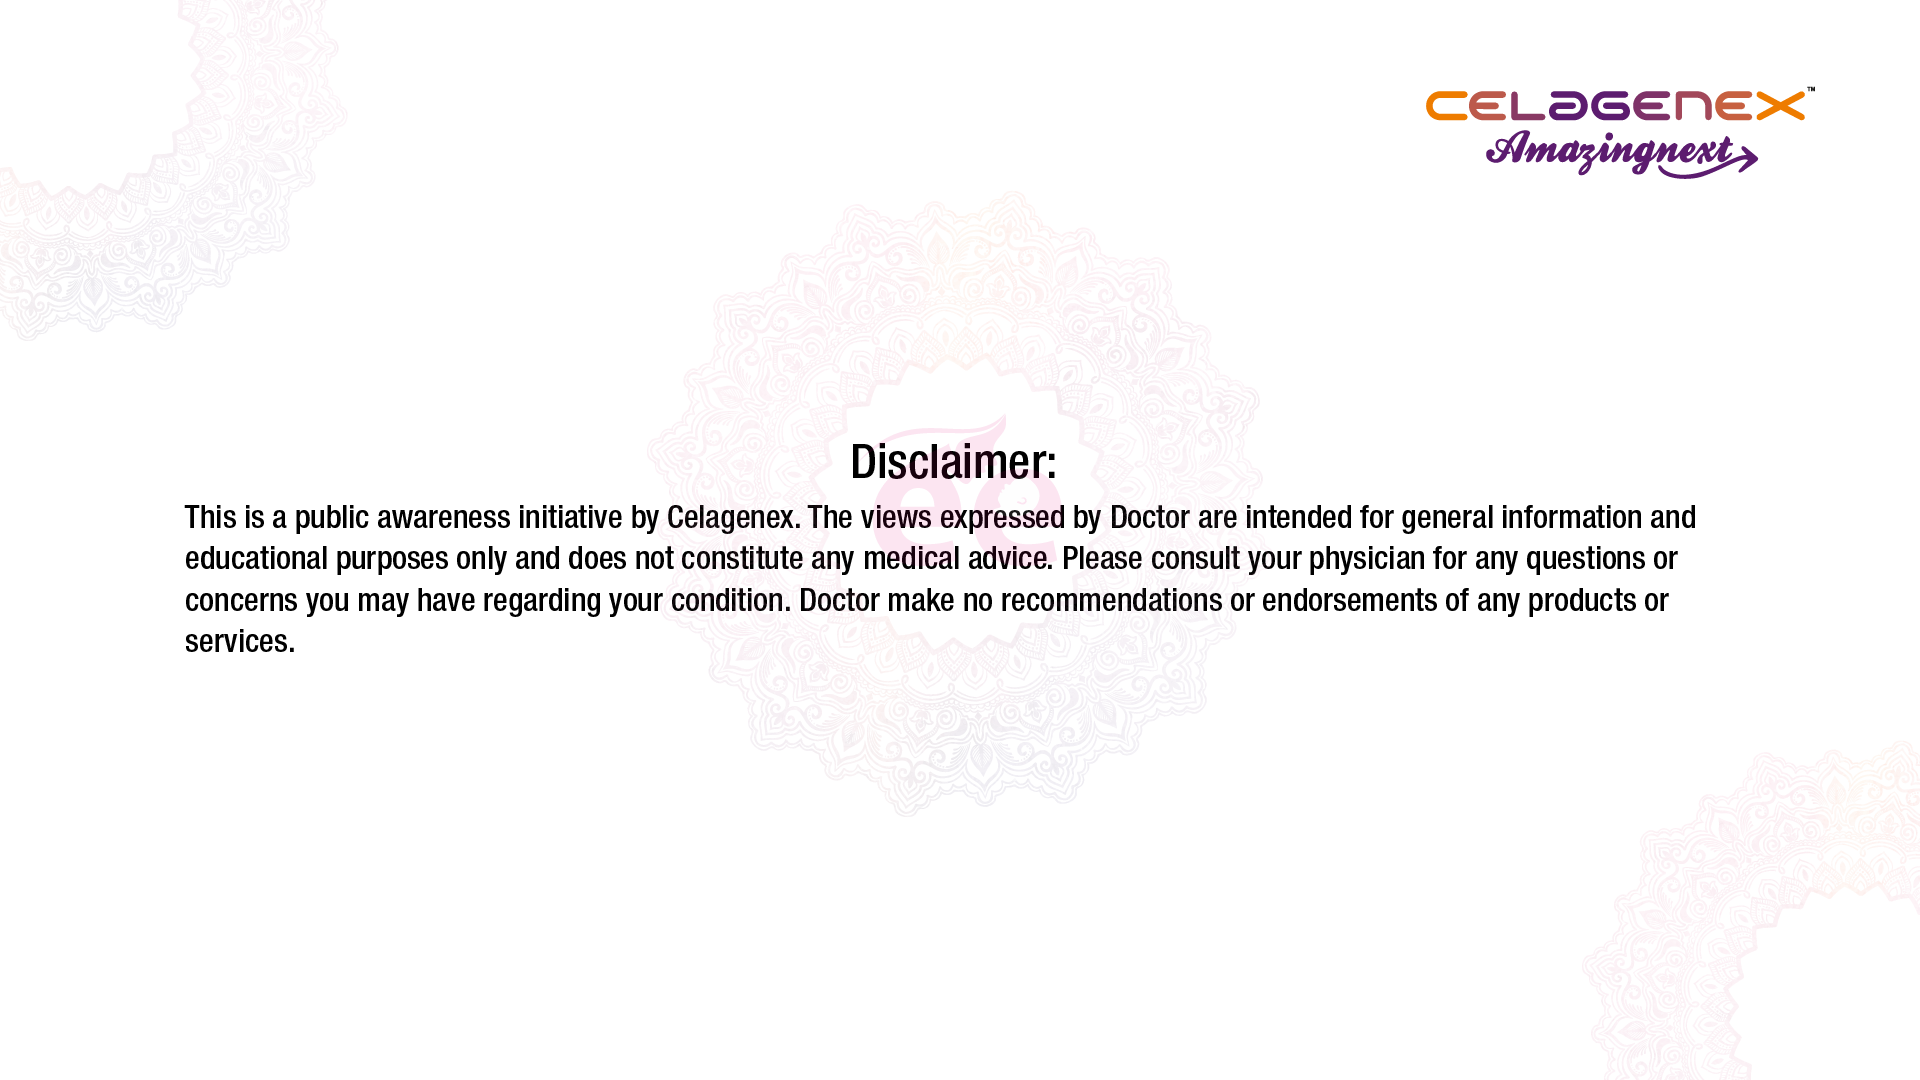 CELAGENEX™
Amazingnext
Disclaimer:
This is a public awareness initiative by Celagenex. The views expressed by Doctor are intended for general information and
educational purposes only and does not constitute any medical advice. Please consult your physician for any questions or
concerns you may have regarding your condition. Doctor make no recommendations or endorsements of any products or
services.